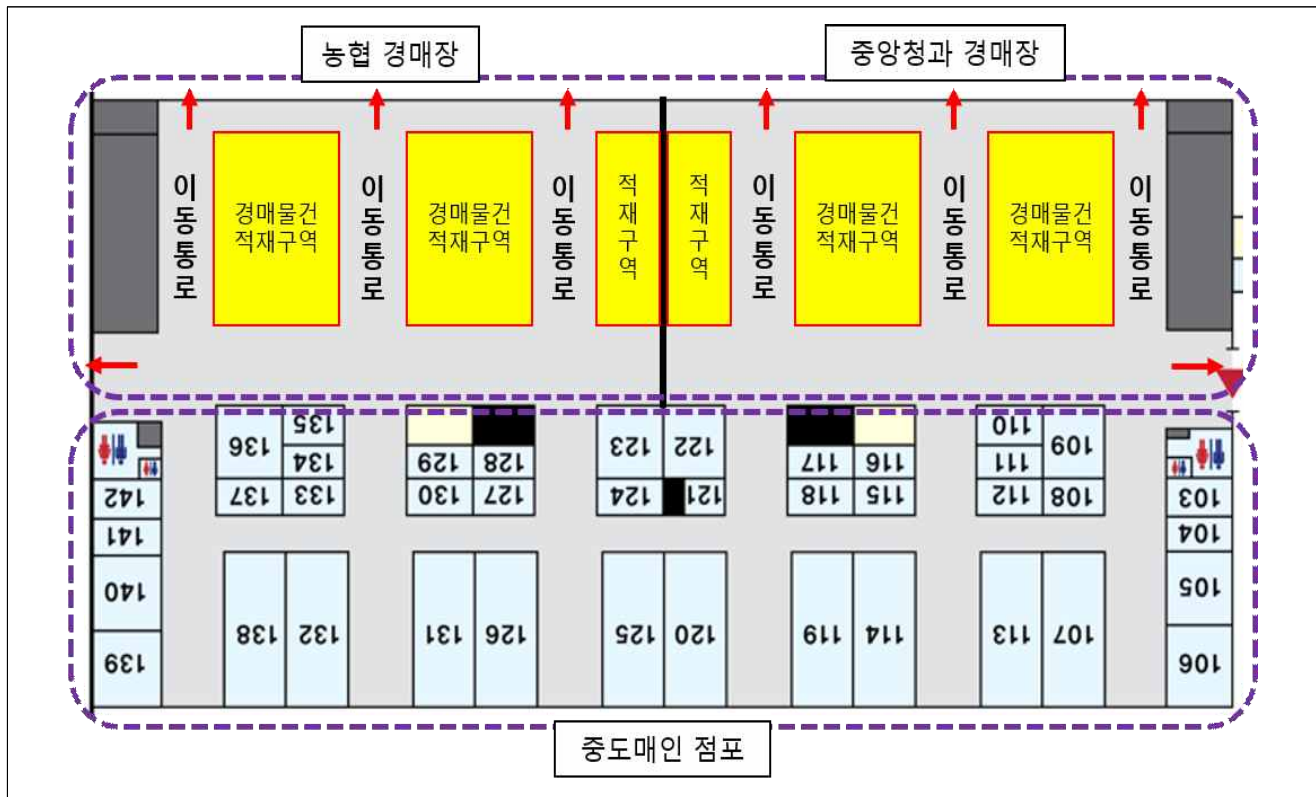 농협 경매장
중앙청과 경매장
이동통로
경매물건
적재구역
이동통로
경매물건
적재구역
이동통로
적재구역
적재구역
이동통로
경매물건
적재구역
이동통로
경매물건
적재구역
이동통로
136
135
134
137
133
129
128
130
127
123
122
124
121
117
116
118
115
110
109
111
112
108
142
141
140
139
103
104
105
106
138
132
131
126
125
120
119
114
113
107
중도매인 점포